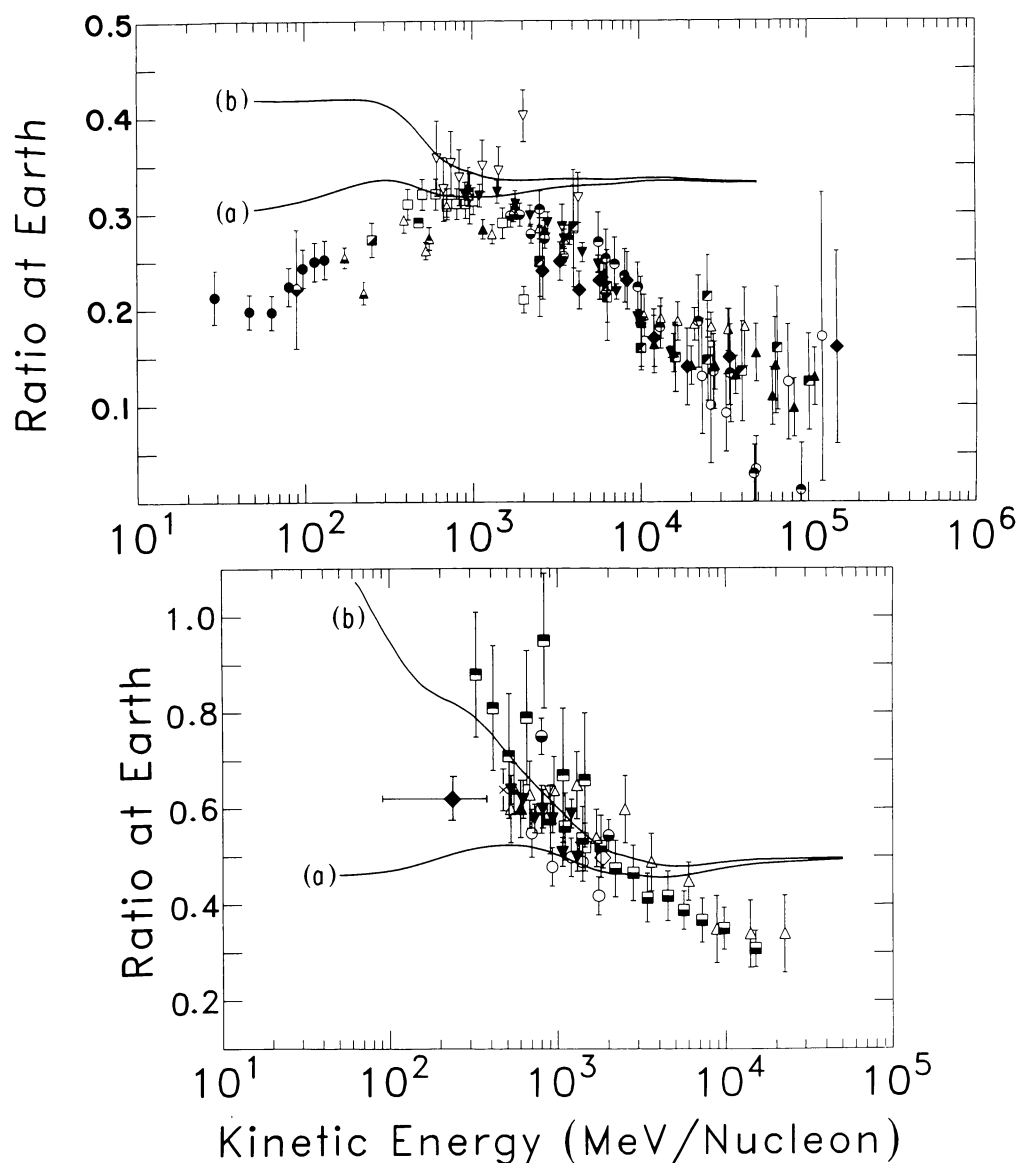 Ratio at Earth
0.5
0.4
0.3
0.2
0.1
(b)
(a)
10^1 10^2 10^3 10^4 10^5 10^6
Ratio at Earth
1.0
0.8
0.6
0.4
0.2
(b)
(a)
10^1 10^2 10^3 10^4 10^5
Kinetic Energy (MeV/Nucleon)